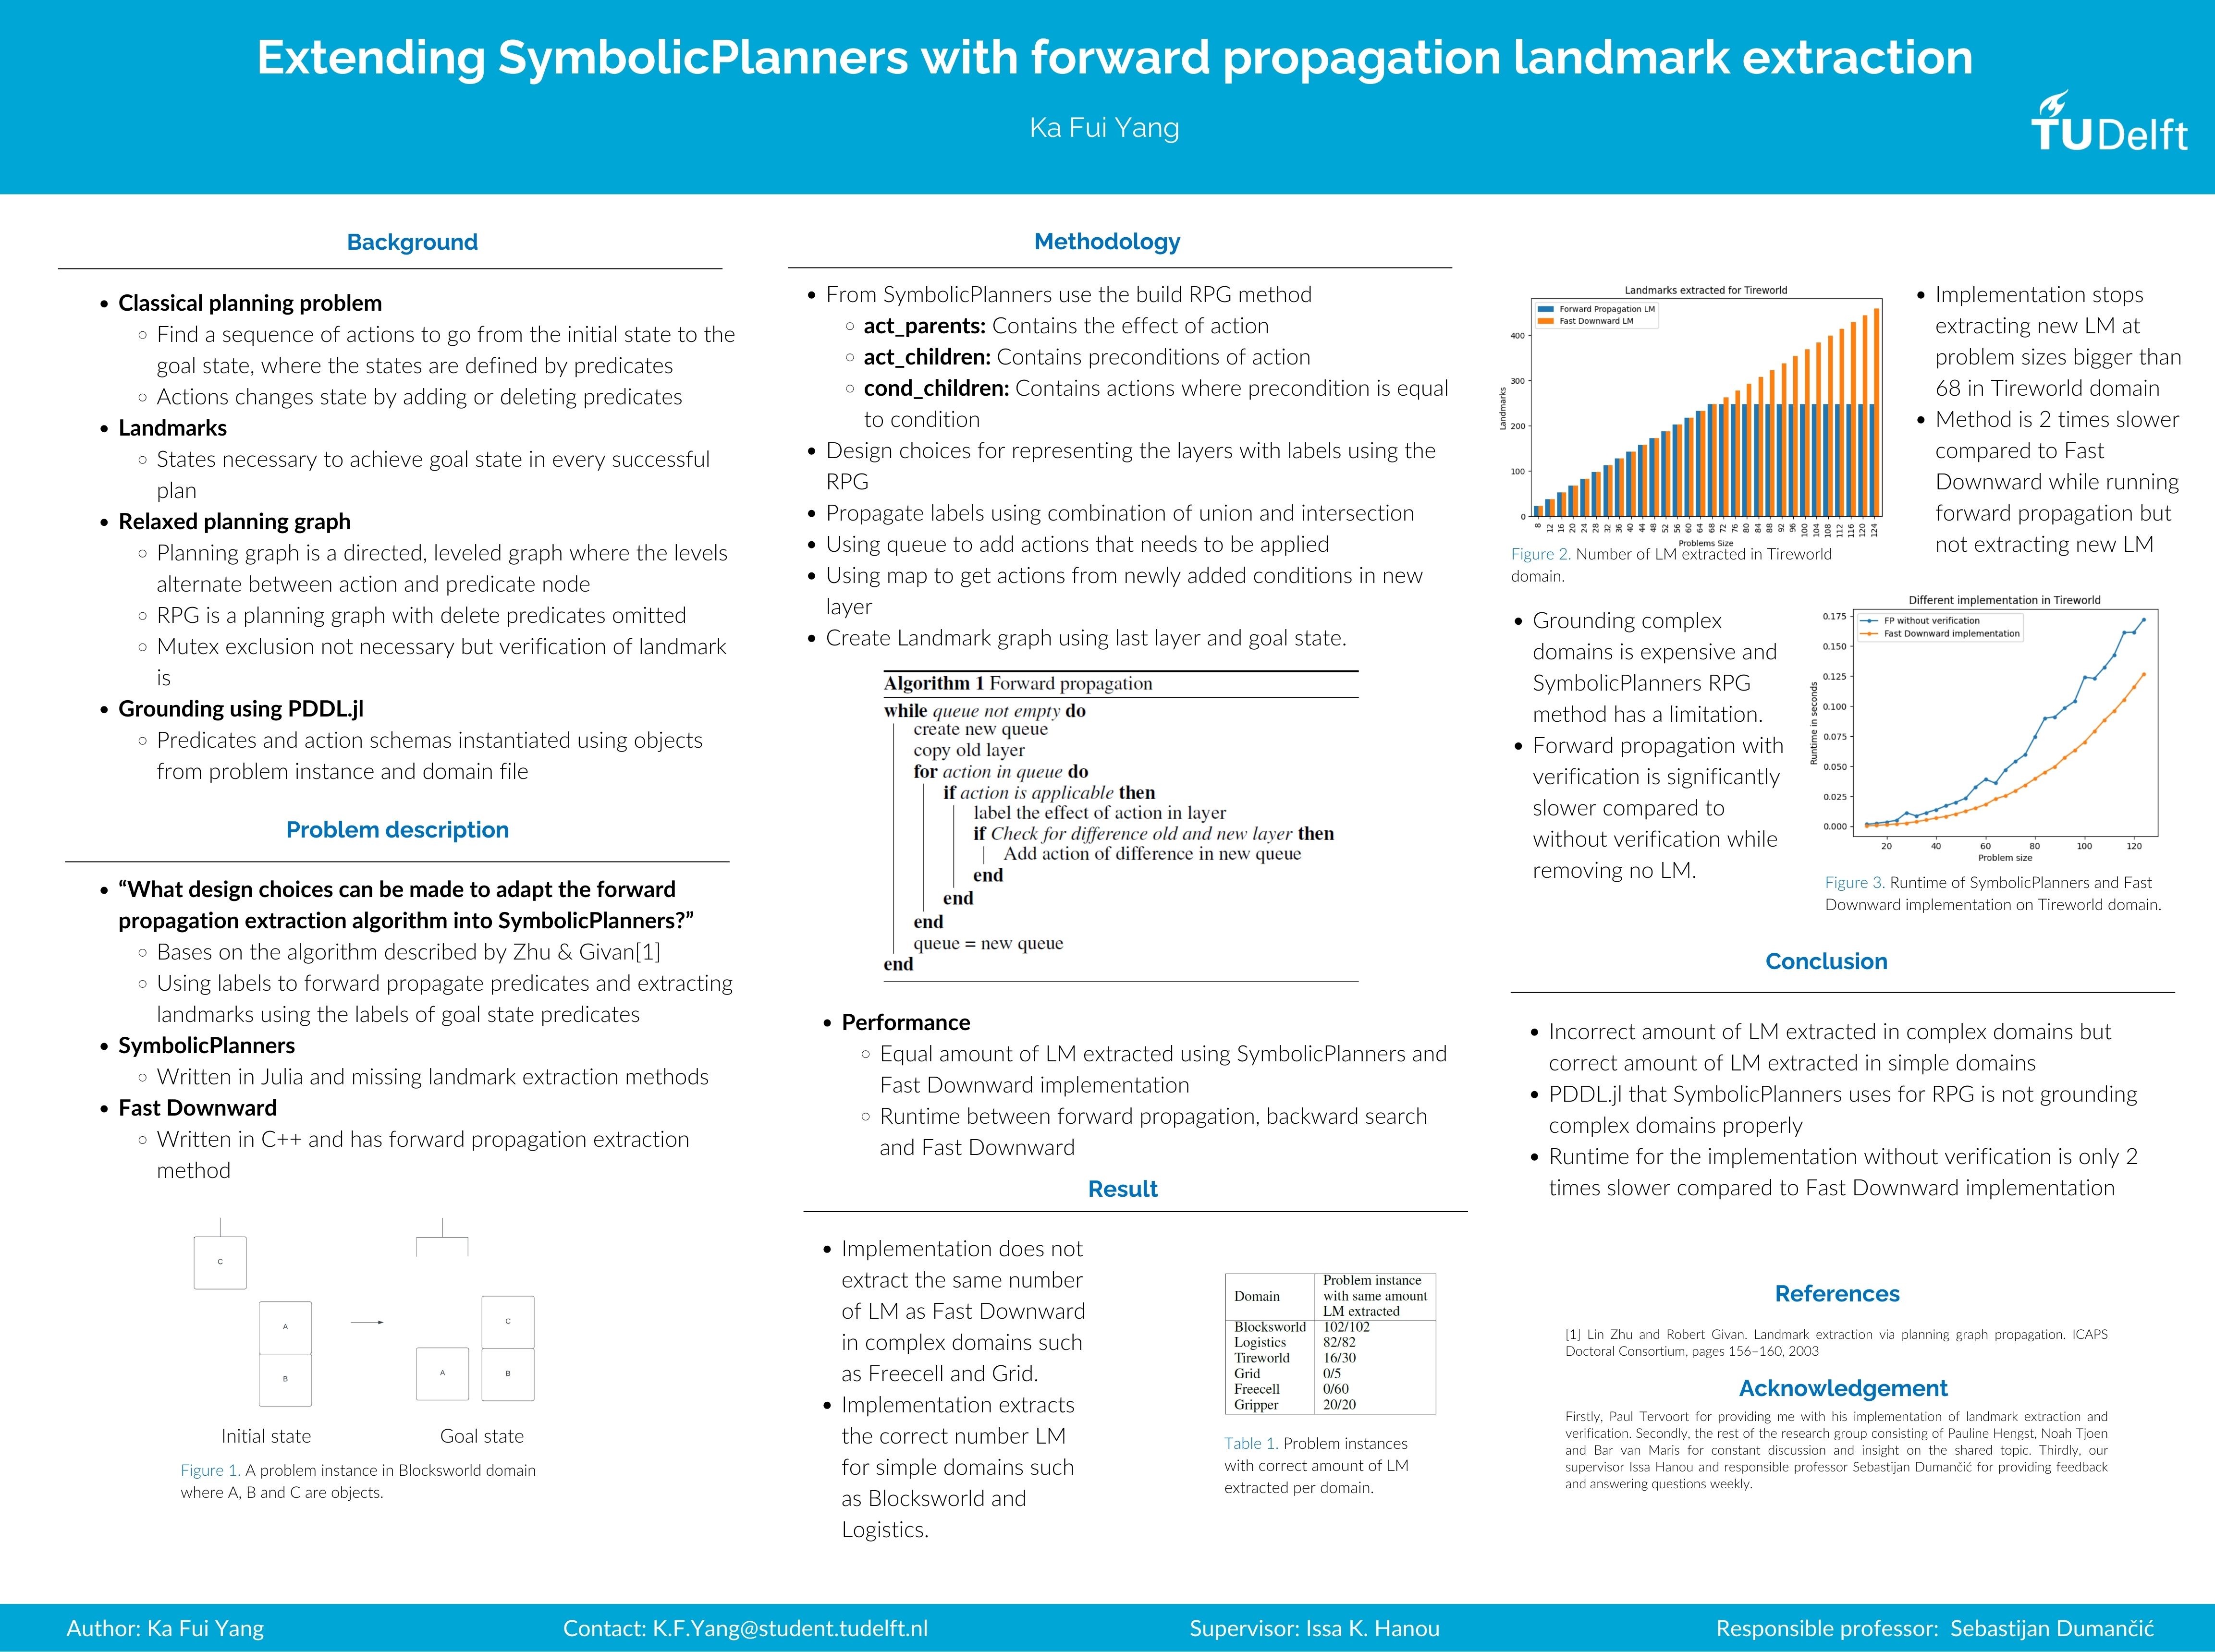 Extending SymbolicPlanners with forward propagation landmark extraction
Ka Fui Yang
TUDelft
Background
• Classical planning problem
◦ Find a sequence of actions to go from the initial state to the
goal state, where the states are defined by predicates
◦ Actions changes state by adding or deleting predicates
• Landmarks
◦ States necessary to achieve goal state in every successful
plan
• Relaxed planning graph
◦ Planning graph is a directed, leveled graph where the levels
alternate between action and predicate node
◦ RPG is a planning graph with delete predicates omitted
◦ Mutex exclusion not necessary but verification of landmark
is
• Grounding using PDDL.jl
◦ Predicates and action schemas instantiated using objects
from problem instance and domain file
Problem description
• “What design choices can be made to adapt the forward
propagation extraction algorithm into SymbolicPlanners?”
◦ Bases on the algorithm described by Zhu & Givan[1]
◦ Using labels to forward propagate predicates and extracting
landmarks using the labels of goal state predicates
• SymbolicPlanners
◦ Written in Julia and missing landmark extraction methods
• Fast Downward
◦ Written in C++ and has forward propagation extraction
method
C
A
B
C
A
B
Initial state
Goal state
Figure 1. A problem instance in Blocksworld domain
where A, B and C are objects.
Methodology
• From SymbolicPlanners use the build RPG method
◦ act_parents: Contains the effect of action
◦ act_children: Contains preconditions of action
◦ cond_children: Contains actions where precondition is equal
to condition
• Design choices for representing the layers with labels using the
RPG
• Propagate labels using combination of union and intersection
• Using queue to add actions that needs to be applied
• Using map to get actions from newly added conditions in new
layer
• Create Landmark graph using last layer and goal state.
Algorithm 1 Forward propagation
while queue not empty do
create new queue
copy old layer
for action in queue do
if action is applicable then
label the effect of action in layer
if Check for difference old and new layer then
Add action of difference in new queue
end
end
end
queue = new queue
end
• Performance
◦ Equal amount of LM extracted using SymbolicPlanners and
Fast Downward implementation
◦ Runtime between forward propagation, backward search
and Fast Downward
Result
• Implementation does not
extract the same number
of LM as Fast Downward
in complex domains such
as Freecell and Grid.
• Implementation extracts
the correct number LM
for simple domains such
as Blocksworld and
Logistics.
Domain
Problem instance
with same amount
LM extracted
Blocksworld 102/102
Logistics 82/82
Tireworld 16/30
Grid 0/5
Freecell 0/60
Gripper 20/20
Table 1. Problem instances
with correct amount of LM
extracted per domain.
Landmarks extracted for Tireworld
Forward Propagation LM
Fast Downward LM
Landmarks
400
300
200
100
0
8 12 16 20 24 28 32 36 40 44 48 52 56 60 64 68 72 76 80 84 88 92 96 100 104 108 112 116 120 124
Problems Size
Figure 2. Number of LM extracted in Tireworld
domain.
• Implementation stops
extracting new LM at
problem sizes bigger than
68 in Tireworld domain
• Method is 2 times slower
compared to Fast
Downward while running
forward propagation but
not extracting new LM
• Grounding complex
domains is expensive and
SymbolicPlanners RPG
method has a limitation.
• Forward propagation with
verification is significantly
slower compared to
without verification while
removing no LM.
Different implementation in Tireworld
FP without verification
Fast Downward implementation
Runtime in seconds
0.175
0.150
0.125
0.100
0.075
0.050
0.025
0.000
20 40 60 80 100 120
Problem size
Figure 3. Runtime of SymbolicPlanners and Fast
Downward implementation on Tireworld domain.
Conclusion
• Incorrect amount of LM extracted in complex domains but
correct amount of LM extracted in simple domains
• PDDL.jl that SymbolicPlanners uses for RPG is not grounding
complex domains properly
• Runtime for the implementation without verification is only 2
times slower compared to Fast Downward implementation
References
[1] Lin Zhu and Robert Givan. Landmark extraction via planning graph propagation. ICAPS
Doctoral Consortium, pages 156–160, 2003
Acknowledgement
Firstly, Paul Tervoort for providing me with his implementation of landmark extraction and
verification. Secondly, the rest of the research group consisting of Pauline Hengst, Noah Tjoen
and Bar van Maris for constant discussion and insight on the shared topic. Thirdly, our
supervisor Issa Hanou and responsible professor Sebastijan Dumančić for providing feedback
and answering questions weekly.
Author: Ka Fui Yang
Contact: K.F.Yang@student.tudelft.nl
Supervisor: Issa K. Hanou
Responsible professor: Sebastijan Dumančić